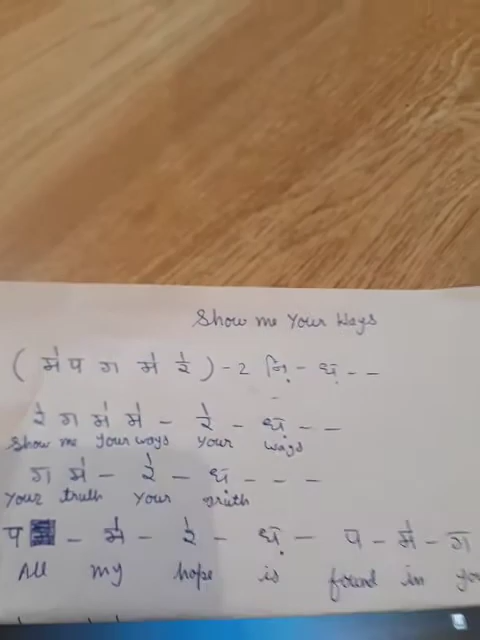 Show me Your Ways
( म॑ प ग म॑ रे ) - 2 नि़ - ध़ - -
रे ग म॑ म॑ - रे - ध़ - -
Show me your ways your ways
ग म॑ - रे - ध़ - - -
Your truth Your truth
प - म॑ - रे - ध़ - प - म॑ - ग
All my hope is found in